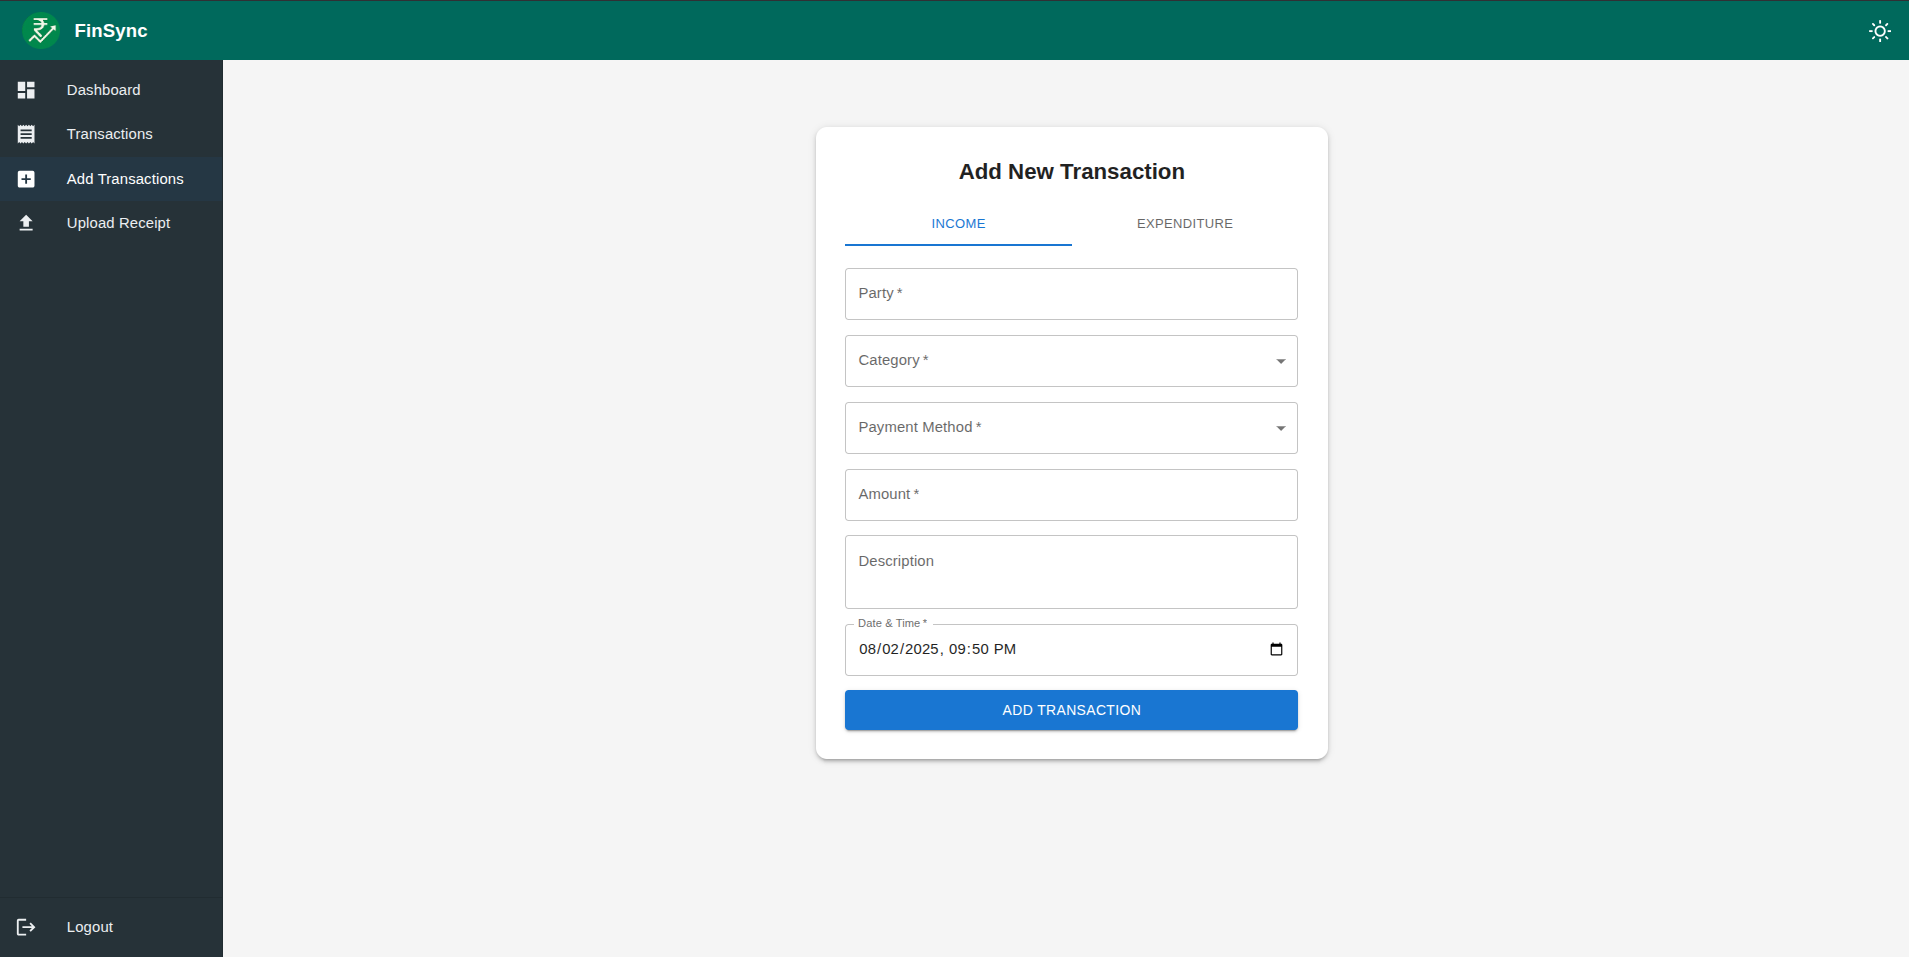 FinSync
Dashboard
Transactions
Add Transactions
Upload Receipt
Logout
Add New Transaction
INCOME
EXPENDITURE
Party *
Category *
Payment Method *
Amount *
Description
Date & Time *
08/02/2025, 09:50 PM
ADD TRANSACTION